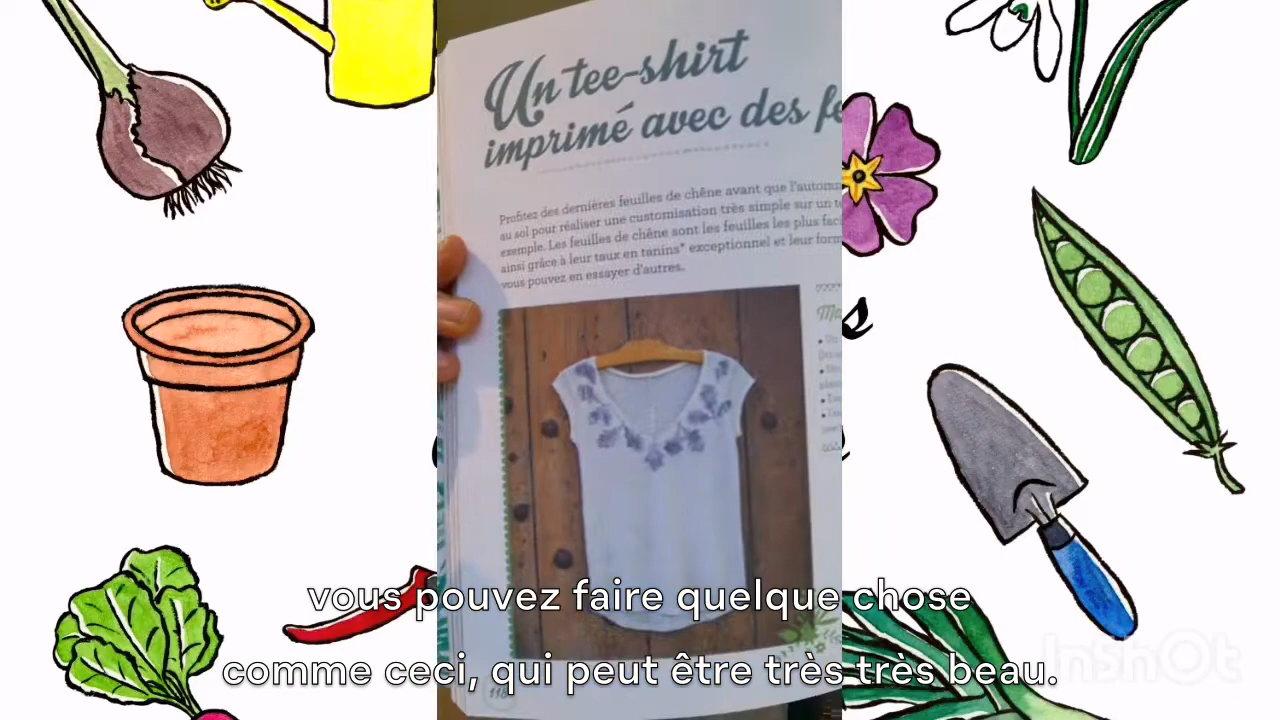 Un tee-shirt
imprimé avec des fe
Profitez des dernières feuilles de chêne avant que l'autom
au sol pour réaliser une customisation très simple sur un t
exemple. Les feuilles de chêne sont les feuilles les plus faci
ainsi grâce à leur taux en tanins* exceptionnel et leur form
vous pouvez en essayer d'autres.
Ma
vous pouvez faire quelque chose
comme ceci, qui peut être très très beau.
InShOt